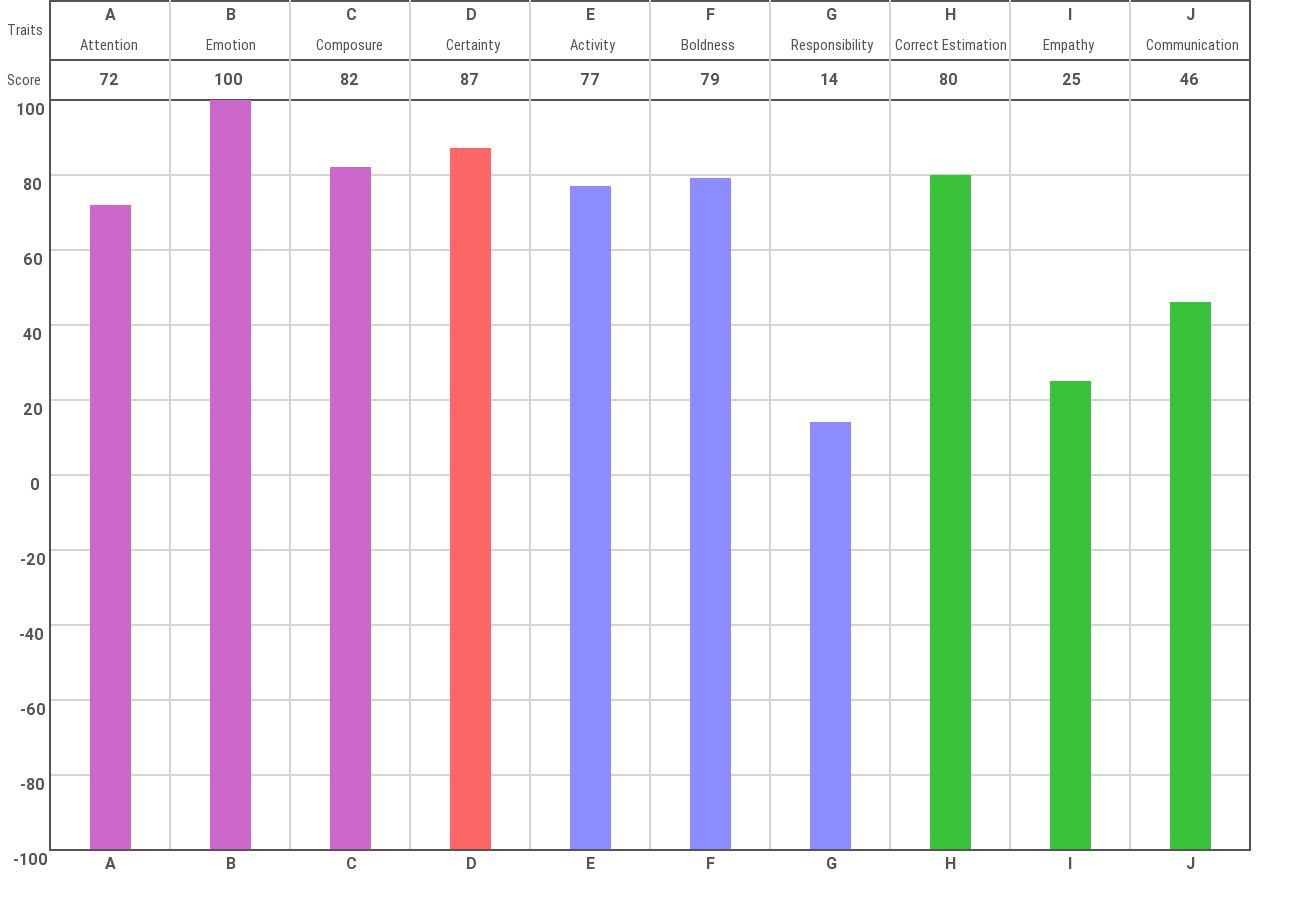 Traits A B C D E F G H I J
Attention Emotion Composure Certainty Activity Boldness Responsibility Correct Estimation Empathy Communication
Score 72 100 82 87 77 79 14 80 25 46
100
80
60
40
20
0
-20
-40
-60
-80
-100
A B C D E F G H I J